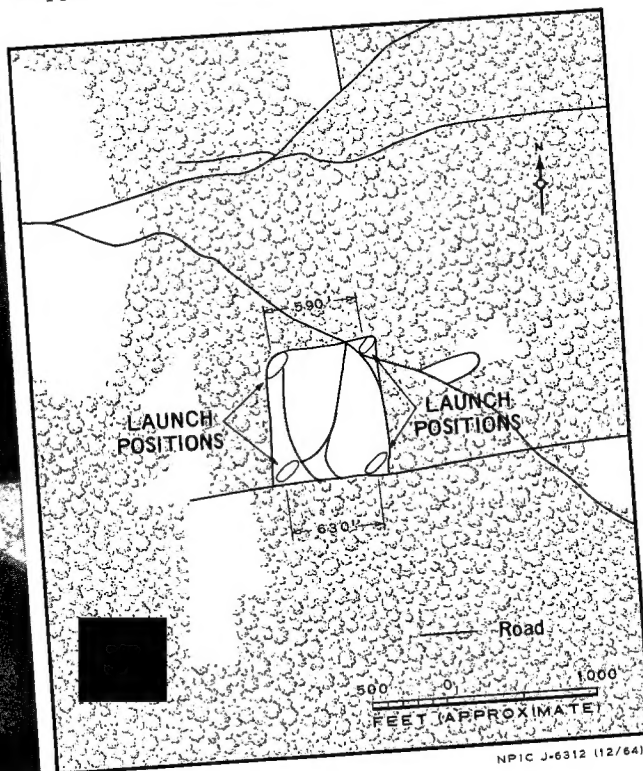 N
590'
LAUNCH
POSITIONS
LAUNCH
POSITIONS
630'
Road
500 0 1000
FEET (APPROXIMATE)
NPIC J-6312 (12/64)